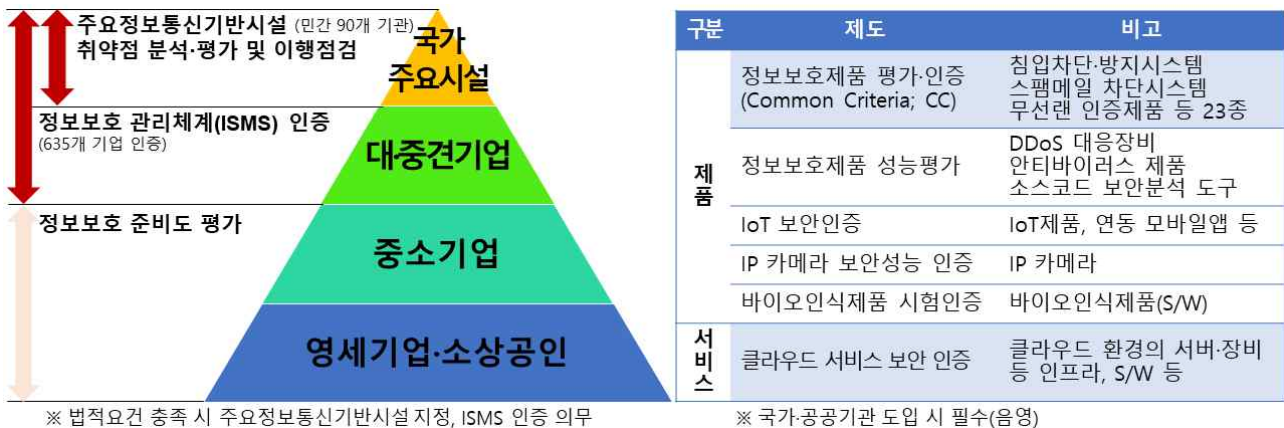 주요정보통신기반시설 (민간 90개 기관)
취약점 분석·평가 및 이행점검
국가
주요시설
정보보호 관리체계(ISMS) 인증
(635개 기업 인증)
대·중견기업
정보보호 준비도 평가
중소기업
영세기업·소상공인
※ 법적요건 충족 시 주요정보통신기반시설 지정, ISMS 인증 의무
구분 제도 비고
제품
정보보호제품 평가·인증
(Common Criteria; CC)
침입차단·방지시스템
스팸메일 차단시스템
무선랜 인증제품 등 23종
정보보호제품 성능평가
DDoS 대응장비
안티바이러스 제품
소스코드 보안분석 도구
IoT 보안인증 IoT제품, 연동 모바일앱 등
IP 카메라 보안성능 인증 IP 카메라
바이오인식제품 시험인증 바이오인식제품(S/W)
서비스
클라우드 서비스 보안 인증
클라우드 환경의 서버·장비
등 인프라, S/W 등
※ 국가·공공기관 도입 시 필수(음영)